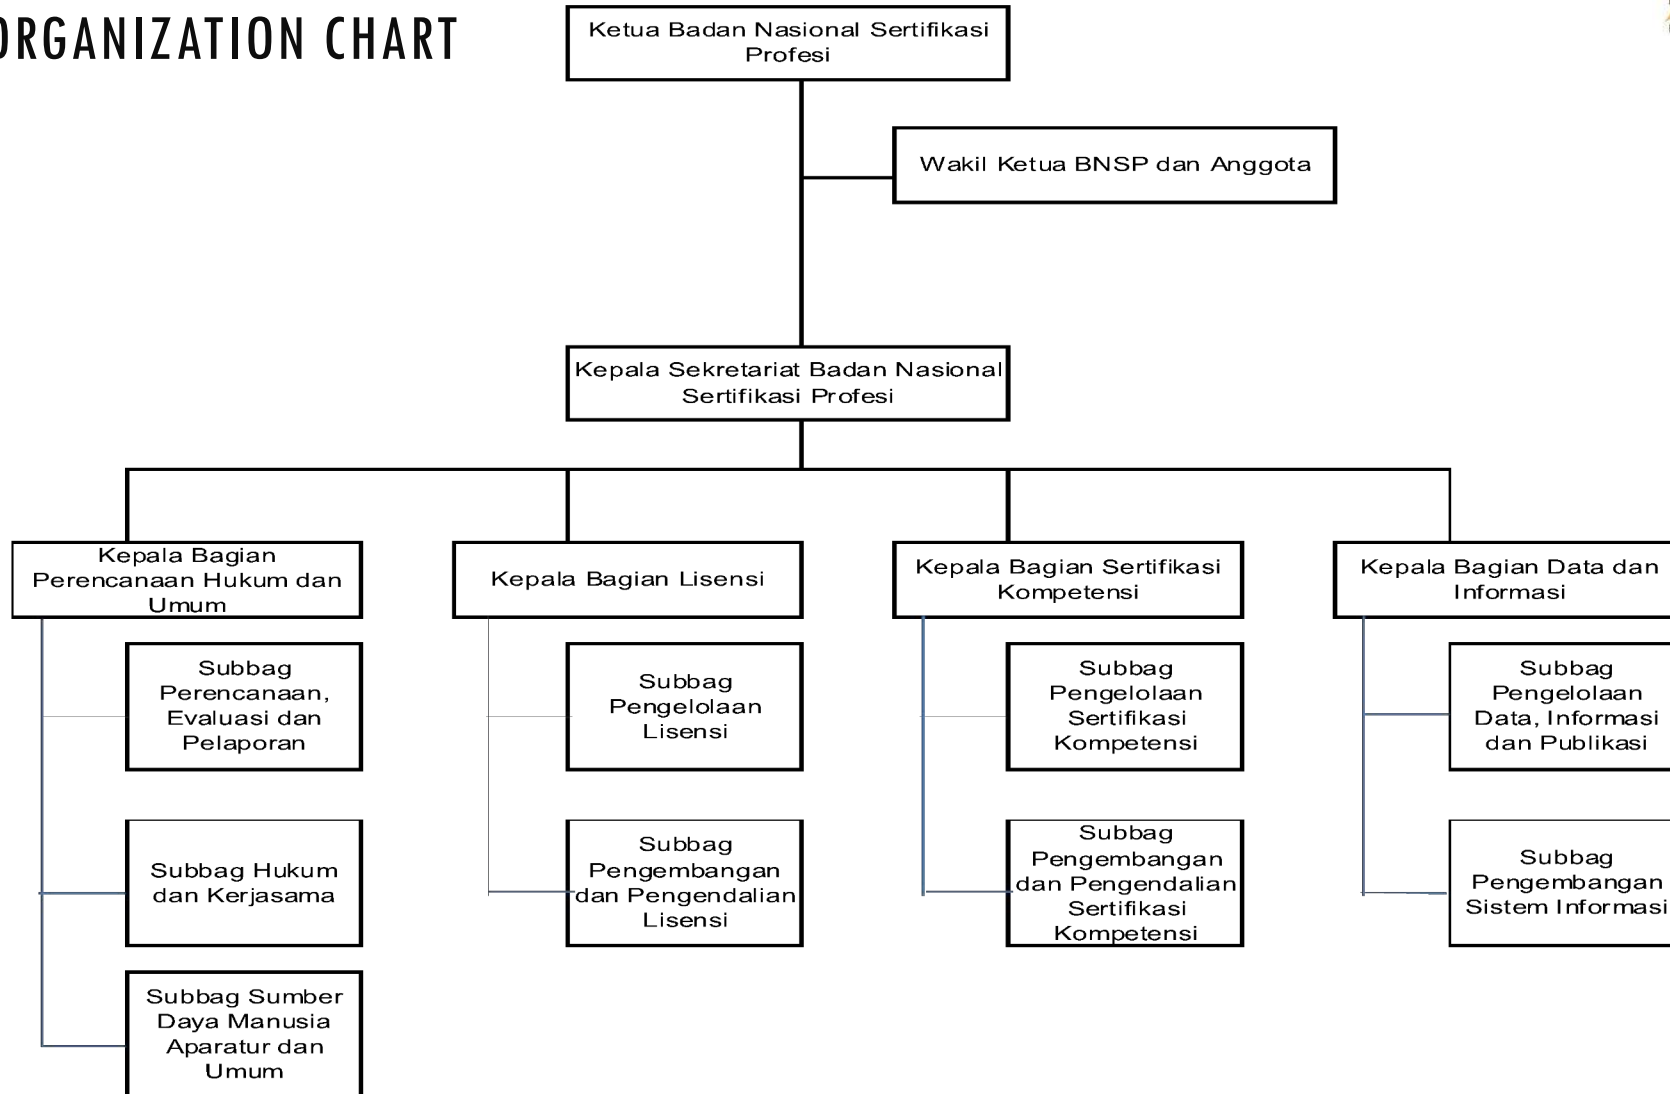 ORGANIZATION CHART
Ketua Badan Nasional Sertifikasi
Profesi
Wakil Ketua BNSP dan Anggota
Kepala Sekretariat Badan Nasional
Sertifikasi Profesi
Kepala Bagian
Perencanaan Hukum dan
Umum
Kepala Bagian Lisensi
Kepala Bagian Sertifikasi
Kompetensi
Kepala Bagian Data dan
Informasi
Subbag
Perencanaan,
Evaluasi dan
Pelaporan
Subbag
Pengelolaan
Lisensi
Subbag
Pengelolaan
Sertifikasi
Kompetensi
Subbag
Pengelolaan
Data, Informasi
dan Publikasi
Subbag Hukum
dan Kerjasama
Subbag
Pengembangan
dan Pengendalian
Lisensi
Subbag
Pengembangan
dan Pengendalian
Sertifikasi
Kompetensi
Subbag
Pengembangan
Sistem Informasi
Subbag Sumber
Daya Manusia
Aparatur dan
Umum